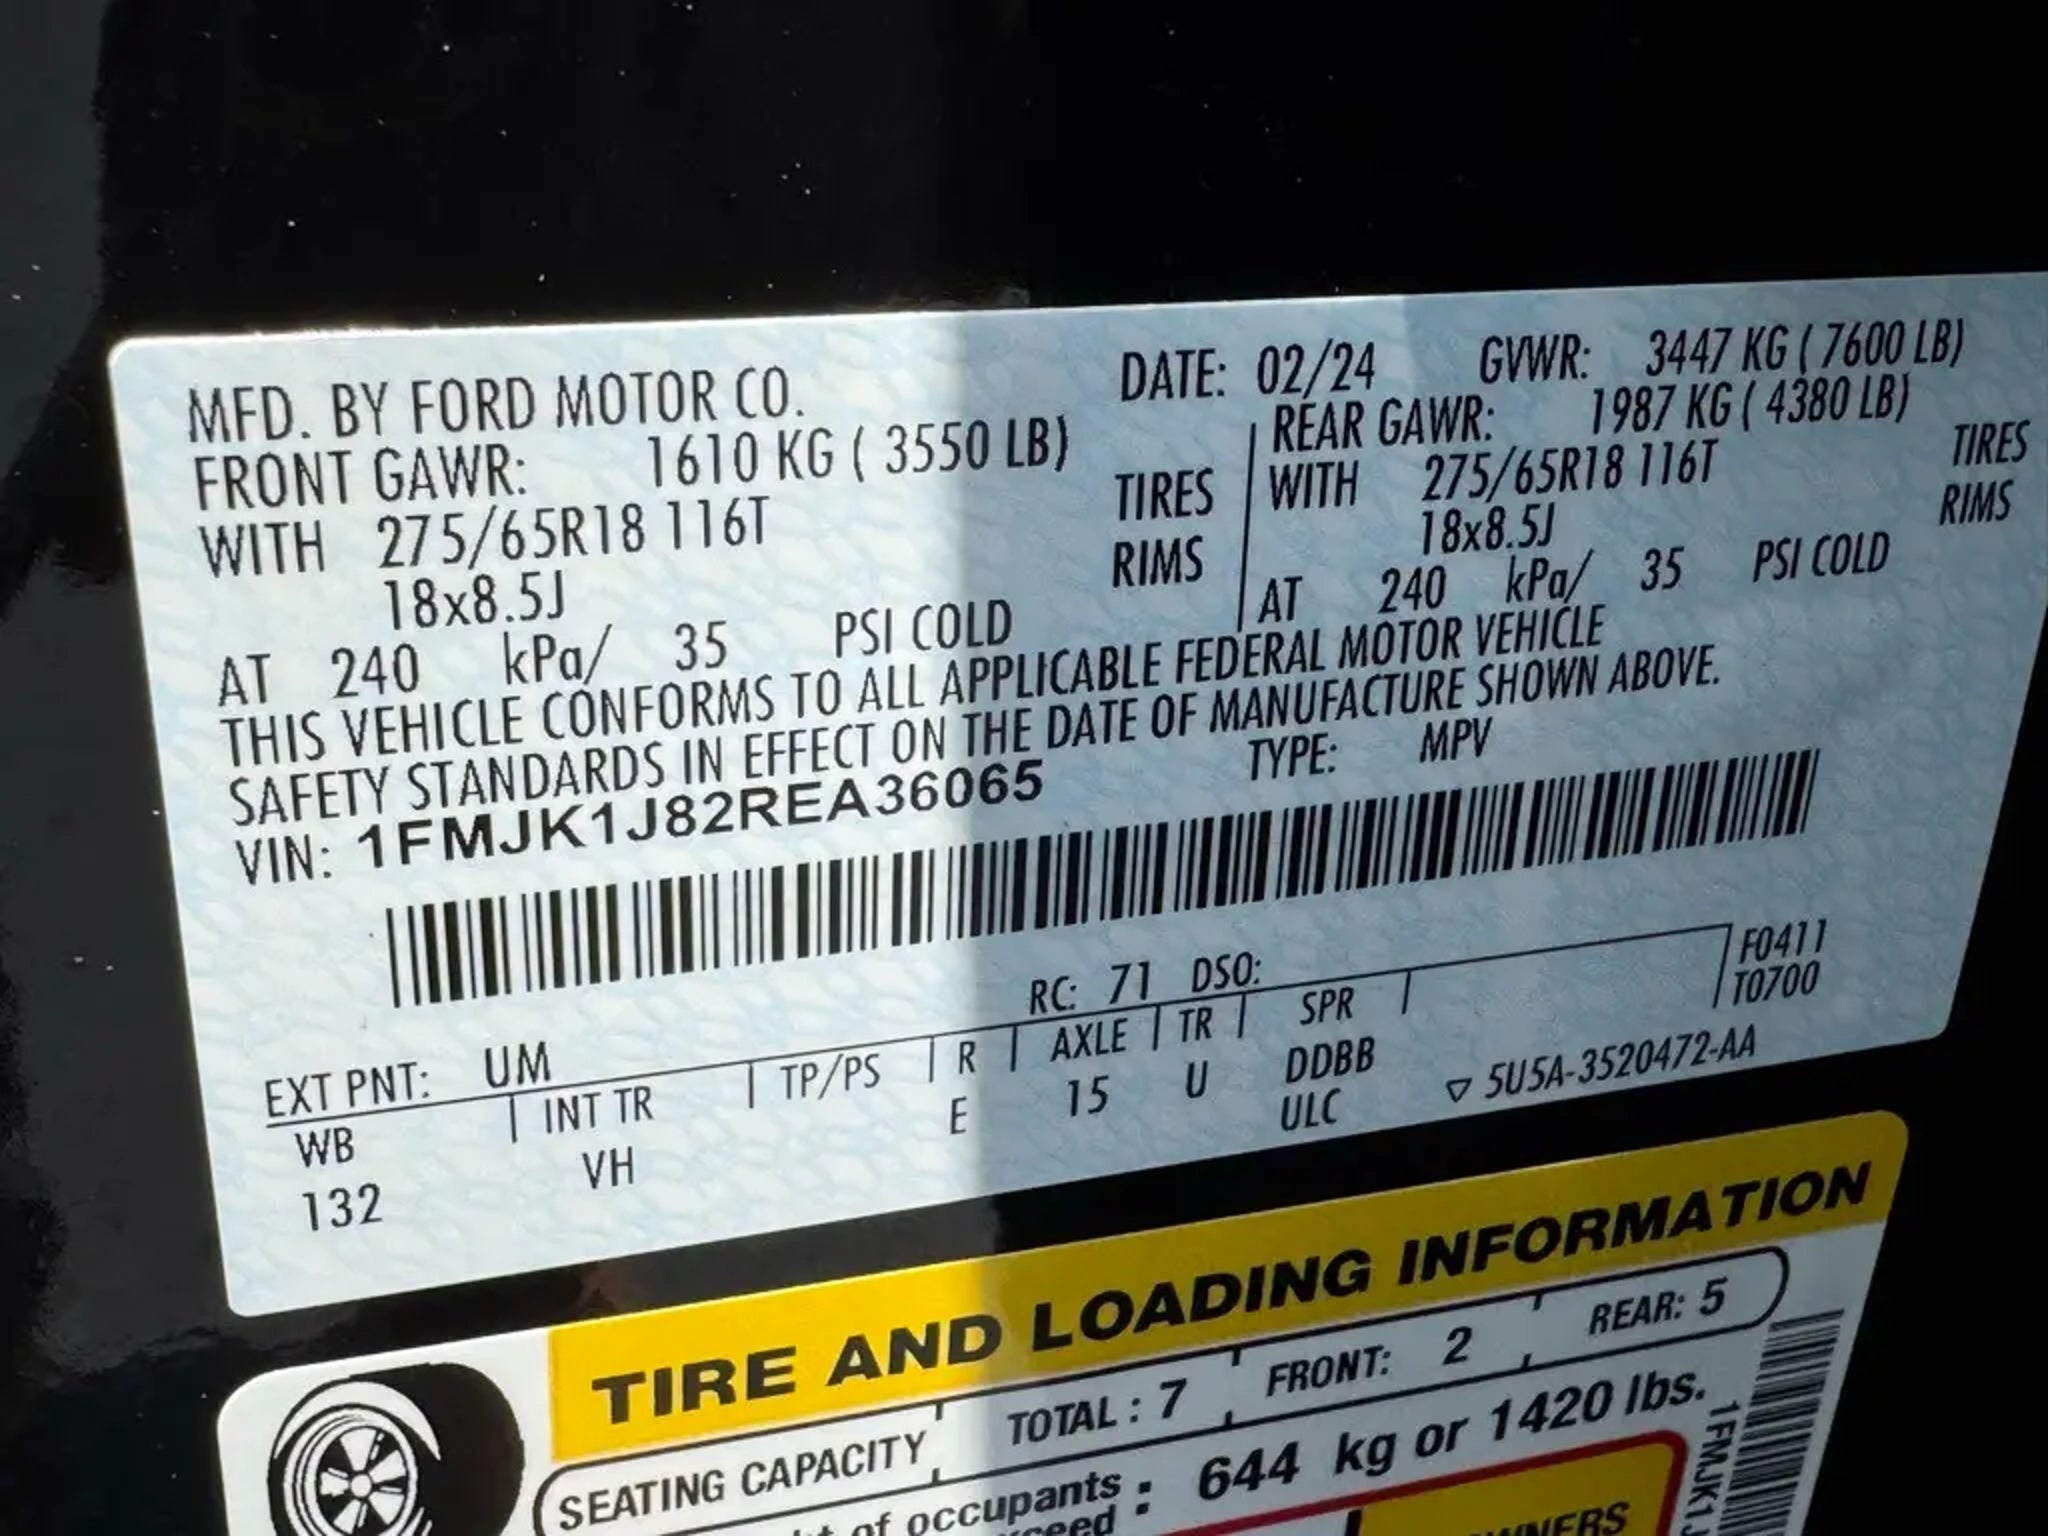 MFD. BY FORD MOTOR CO. DATE: 02/24 GVWR: 3447 KG ( 7600 LB)
FRONT GAWR: 1610 KG ( 3550 LB) REAR GAWR: 1987 KG ( 4380 LB)
WITH 275/65R18 116T TIRES WITH 275/65R18 116T TIRES
18x8.5J RIMS 18x8.5J RIMS
AT 240 kPa/ 35 PSI COLD AT 240 kPa/ 35 PSI COLD
THIS VEHICLE CONFORMS TO ALL APPLICABLE FEDERAL MOTOR VEHICLE
SAFETY STANDARDS IN EFFECT ON THE DATE OF MANUFACTURE SHOWN ABOVE.
VIN: 1FMJK1J82REA36065 TYPE: MPV
F0411
T0700
EXT PNT: UM RC: 71 DSO:
WB INT TR TP/PS R AXLE TR SPR
132 VH E 15 U DDBB
ULC
▽ 5U5A-3520472-AA
TIRE AND LOADING INFORMATION
SEATING CAPACITY TOTAL : 7 FRONT: 2 REAR: 5
of occupants : 644 kg or 1420 lbs.
1FMJK1J